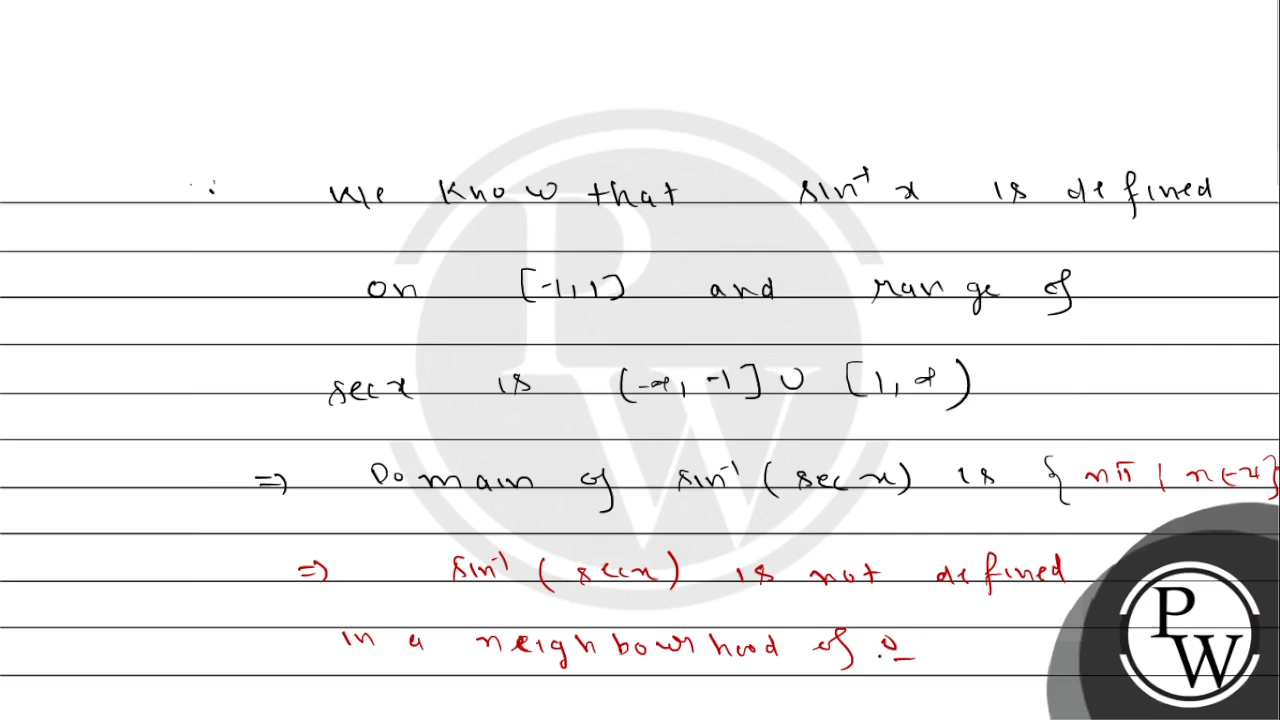 ∴ We know that sin⁻¹ x is defined
on [-1, 1] and range of
sec x is (-∞, -1] ∪ [1, ∞)
⇒ Domain of sin⁻¹ (sec x) is { nπ | n ∈ z}
⇒ sin⁻¹ (sec x) is not defined
in a neighbourhood of 0
P
W